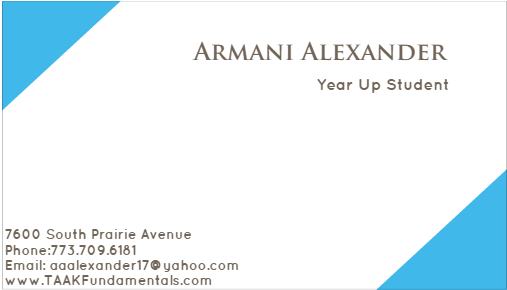 ARMANI ALEXANDER
Year Up Student
7600 South Prairie Avenue
Phone:773.709.6181
Email: aaalexander17@yahoo.com
www.TAAKFundamentals.com